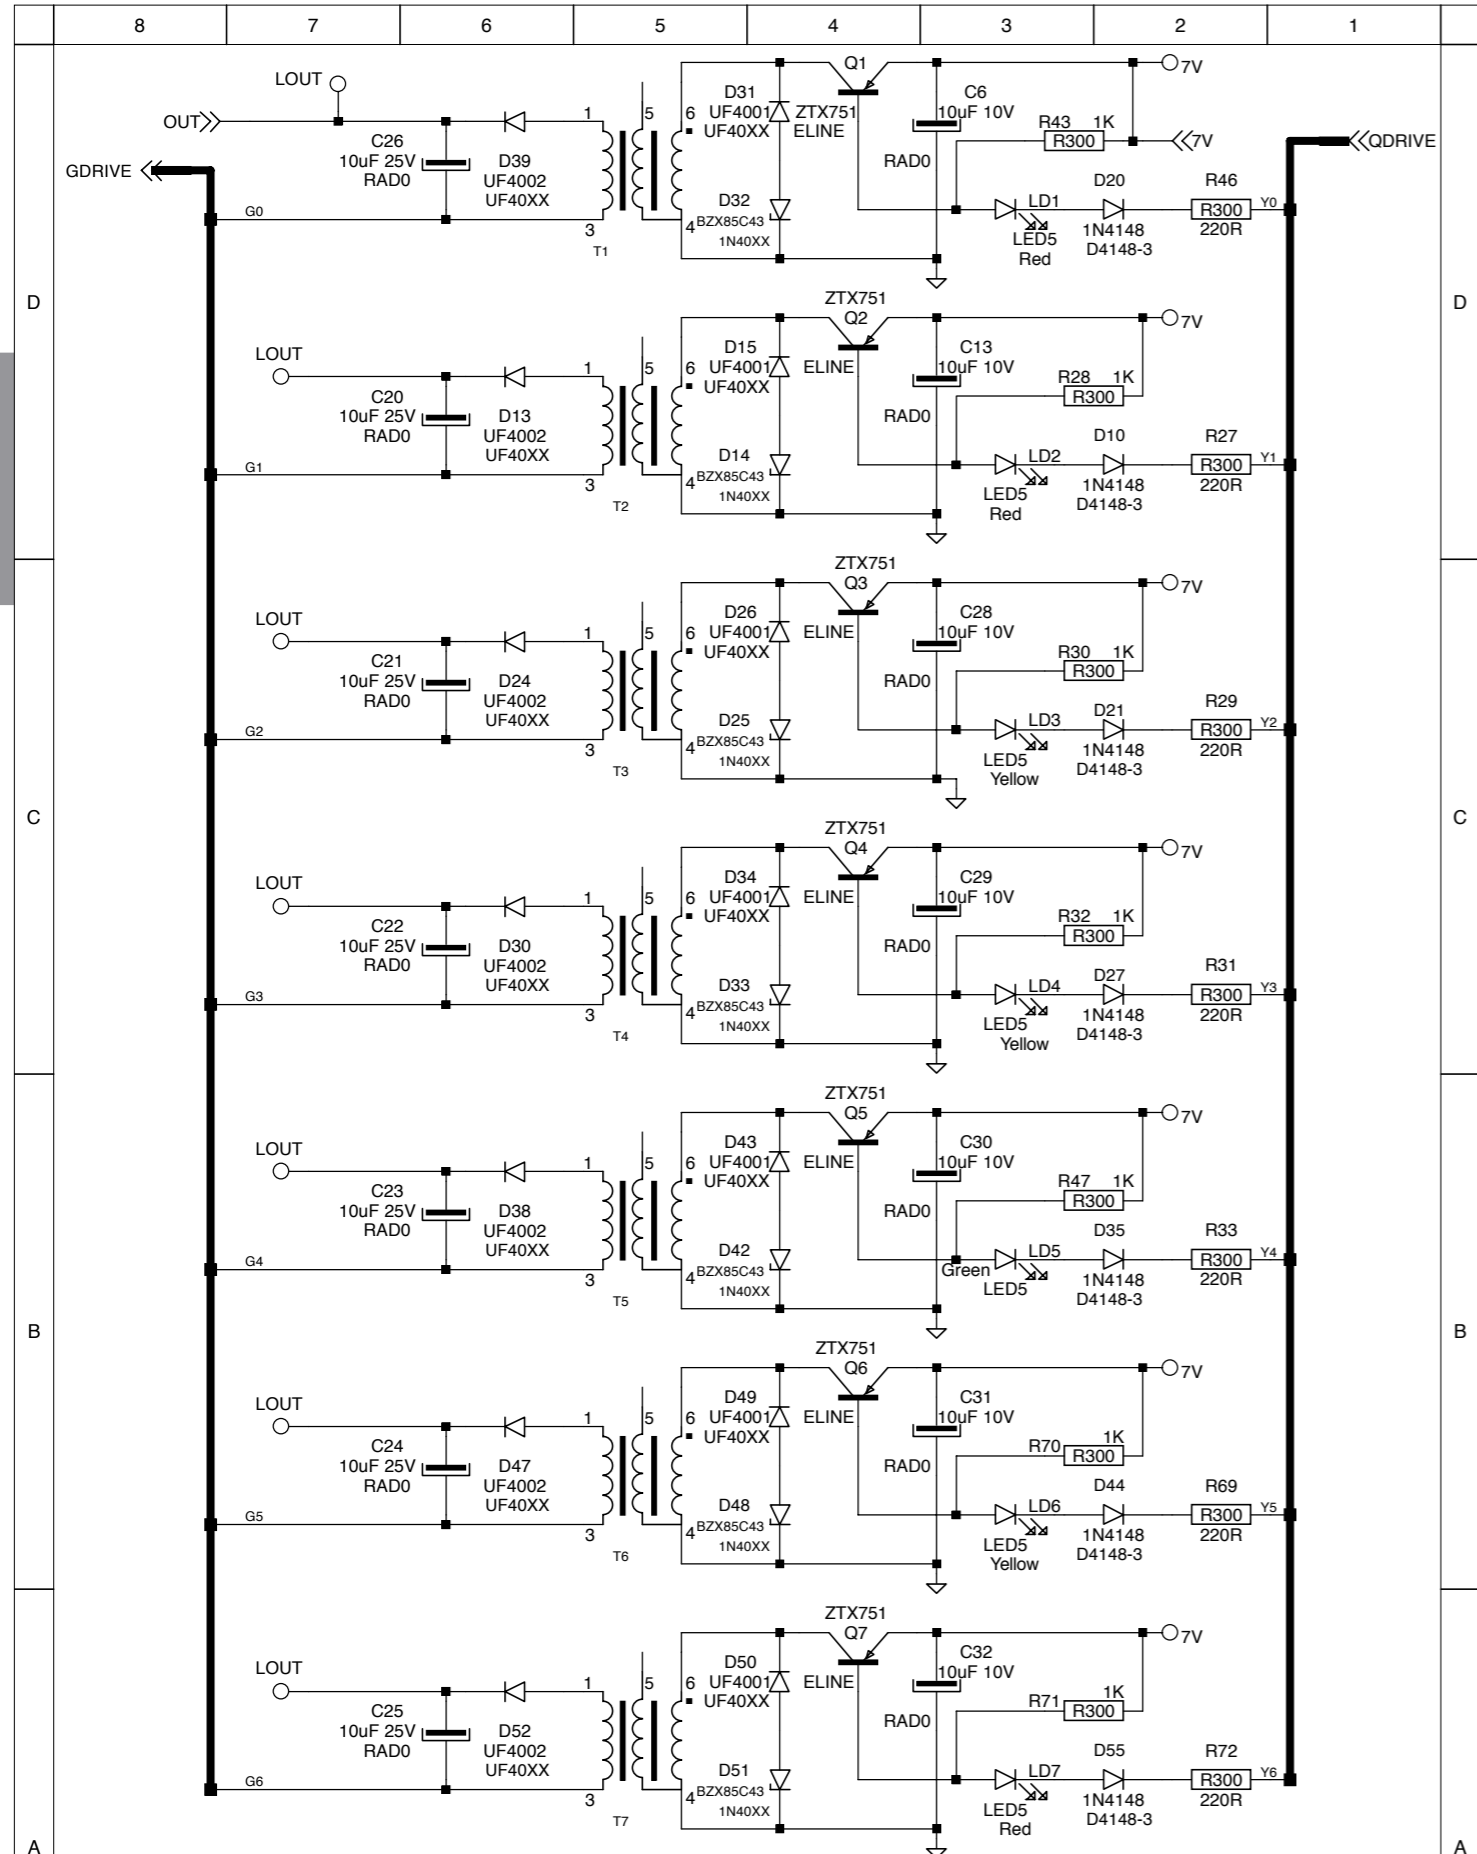 8 7 6 5 4 3 2 1
D
D
C
C
B
B
A
A
GDRIVE
QDRIVE
OUT
LOUT
C26
10uF 25V
RAD0
D39
UF4002
UF40XX
G0
1
3
T1
5
6
4
D31
UF4001
UF40XX
D32
BZX85C43
1N40XX
Q1
ZTX751
ELINE
C6
10uF 10V
RAD0
7V
R43 1K
R300
7V
LD1
LED5
Red
D20
1N4148
D4148-3
R46
R300
220R
Y0
LOUT
C20
10uF 25V
RAD0
D13
UF4002
UF40XX
G1
1
3
T2
5
6
4
D15
UF4001
UF40XX
D14
BZX85C43
1N40XX
ZTX751
Q2
ELINE
C13
10uF 10V
RAD0
7V
R28 1K
R300
LD2
LED5
Red
D10
1N4148
D4148-3
R27
R300
220R
Y1
LOUT
C21
10uF 25V
RAD0
D24
UF4002
UF40XX
G2
1
3
T3
5
6
4
D26
UF4001
UF40XX
D25
BZX85C43
1N40XX
ZTX751
Q3
ELINE
C28
10uF 10V
RAD0
7V
R30 1K
R300
LD3
LED5
Yellow
D21
1N4148
D4148-3
R29
R300
220R
Y2
LOUT
C22
10uF 25V
RAD0
D30
UF4002
UF40XX
G3
1
3
T4
5
6
4
D34
UF4001
UF40XX
D33
BZX85C43
1N40XX
ZTX751
Q4
ELINE
C29
10uF 10V
RAD0
7V
R32 1K
R300
LD4
LED5
Yellow
D27
1N4148
D4148-3
R31
R300
220R
Y3
LOUT
C23
10uF 25V
RAD0
D38
UF4002
UF40XX
G4
1
3
T5
5
6
4
D43
UF4001
UF40XX
D42
BZX85C43
1N40XX
ZTX751
Q5
ELINE
C30
10uF 10V
RAD0
7V
R47 1K
R300
LD5
Green
LED5
D35
1N4148
D4148-3
R33
R300
220R
Y4
LOUT
C24
10uF 25V
RAD0
D47
UF4002
UF40XX
G5
1
3
T6
5
6
4
D49
UF4001
UF40XX
D48
BZX85C43
1N40XX
ZTX751
Q6
ELINE
C31
10uF 10V
RAD0
7V
R70 1K
R300
LD6
LED5
Yellow
D44
1N4148
D4148-3
R69
R300
220R
Y5
LOUT
C25
10uF 25V
RAD0
D52
UF4002
UF40XX
G6
1
3
T7
5
6
4
D50
UF4001
UF40XX
D51
BZX85C43
1N40XX
ZTX751
Q7
ELINE
C32
10uF 10V
RAD0
7V
R71 1K
R300
LD7
LED5
Red
D55
1N4148
D4148-3
R72
R300
220R
Y6